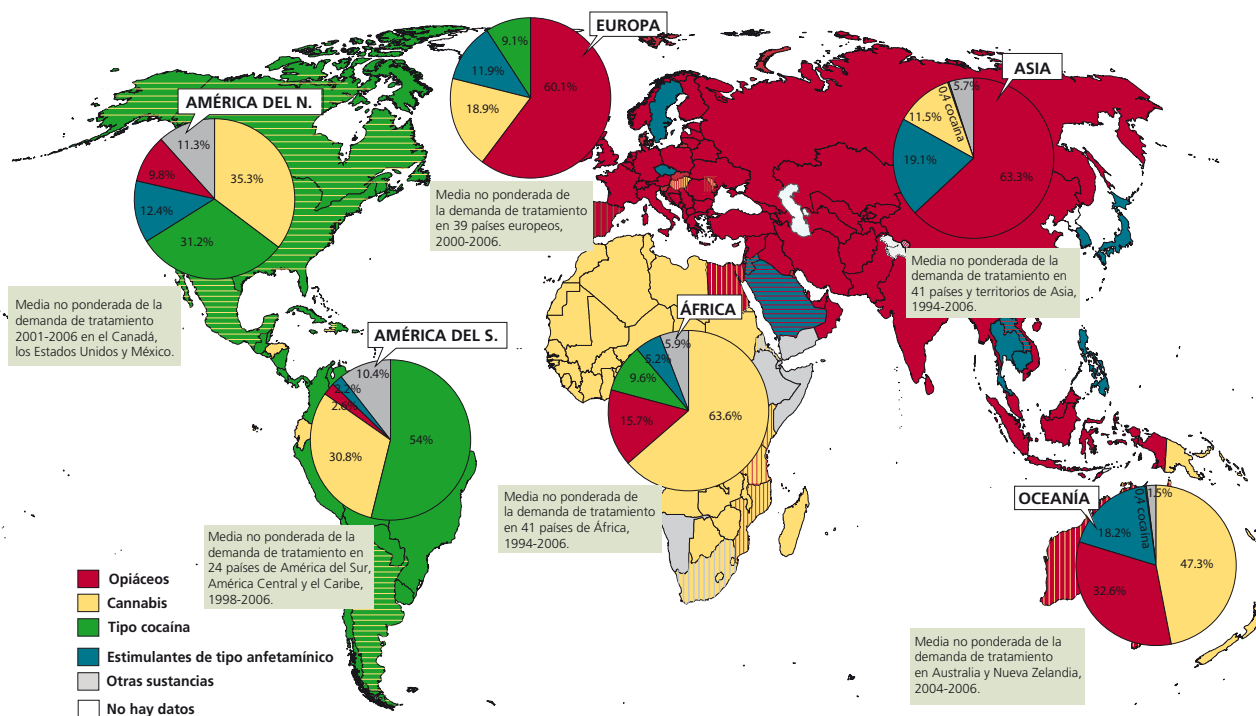 EUROPA
9.1%
11.9%
18.9%
60.1%
Media no ponderada de
la demanda de tratamiento
en 39 países europeos,
2000-2006.
ASIA
5.7%
0,4 cocaína
11.5%
19.1%
63.3%
Media no ponderada de la
demanda de tratamiento en
41 países y territorios de Asia,
1994-2006.
AMÉRICA DEL N.
11.3%
9.8%
35.3%
12.4%
31.2%
Media no ponderada de la
demanda de tratamiento
2001-2006 en el Canadá,
los Estados Unidos y México.
AMÉRICA DEL S.
10.4%
2.2%
2.6%
54%
30.8%
Media no ponderada de la
demanda de tratamiento en
24 países de América del Sur,
América Central y el Caribe,
1998-2006.
ÁFRICA
5.9%
5.2%
9.6%
15.7%
63.6%
Media no ponderada de
la demanda de tratamiento
en 41 países de África,
1994-2006.
OCEANÍA
1.5%
0,4 cocaína
18.2%
47.3%
32.6%
Media no ponderada de la
demanda de tratamiento
en Australia y Nueva Zelandia,
2004-2006.
Opiáceos
Cannabis
Tipo cocaína
Estimulantes de tipo anfetamínico
Otras sustancias
No hay datos